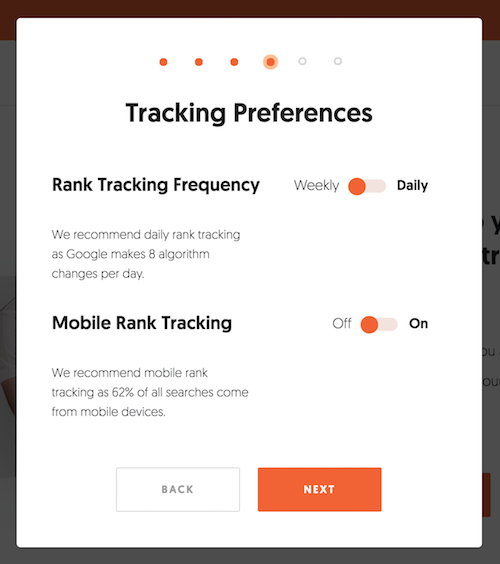 Tracking Preferences
Rank Tracking Frequency
Weekly Daily
We recommend daily rank tracking
as Google makes 8 algorithm
changes per day.
Mobile Rank Tracking
Off On
We recommend mobile rank
tracking as 62% of all searches come
from mobile devices.
BACK NEXT